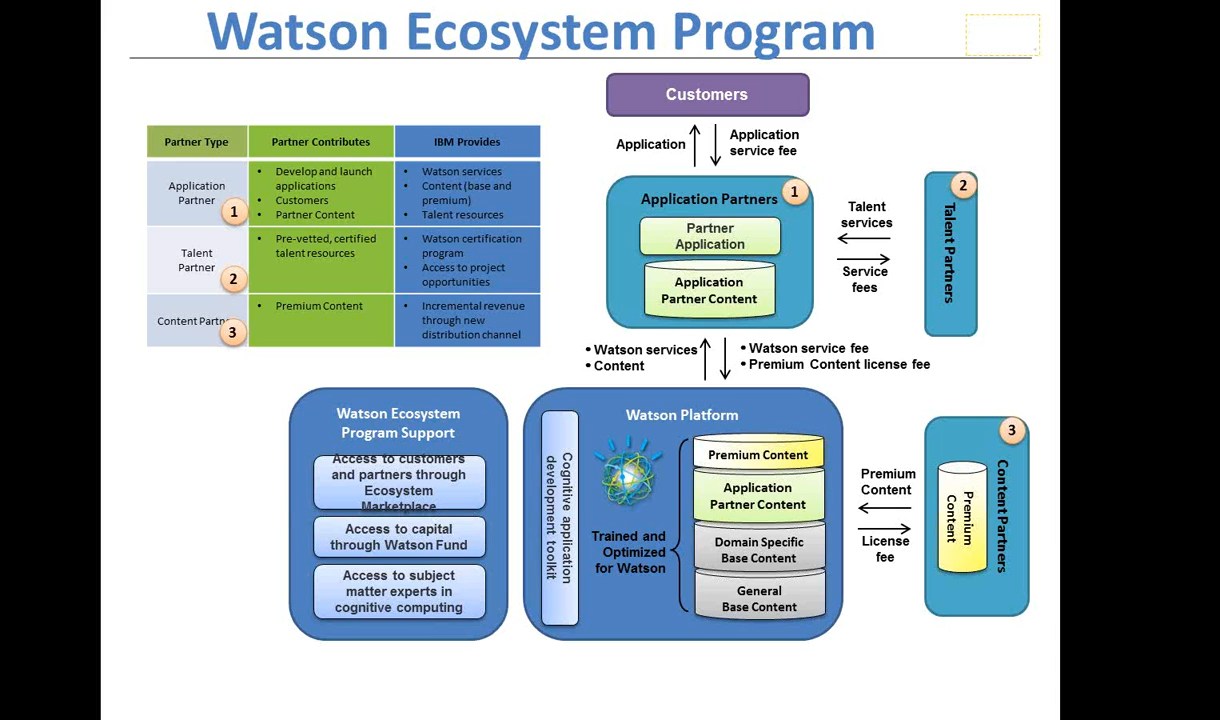 Watson Ecosystem Program
Customers
Application
Application
service fee
Partner Type
Partner Contributes
IBM Provides
Application
Partner
1
• Develop and launch
applications
• Customers
• Partner Content
• Watson services
• Content (base and
premium)
• Talent resources
Talent
Partner
2
• Pre-vetted, certified
talent resources
• Watson certification
program
• Access to project
opportunities
Content Partn
3
• Premium Content
• Incremental revenue
through new
distribution channel
Application Partners
1
Partner
Application
Application
Partner Content
Talent
services
Service
fees
2
Talent Partners
• Watson services
• Content
• Watson service fee
• Premium Content license fee
Watson Ecosystem
Program Support
Access to customers
and partners through
Ecosystem
Marketplace
Access to capital
through Watson Fund
Access to subject
matter experts in
cognitive computing
Watson Platform
Cognitive application
development toolkit
Trained and
Optimized
for Watson
Premium Content
Application
Partner Content
Domain Specific
Base Content
General
Base Content
Premium
Content
License
fee
3
Content Partners
Premium
Content